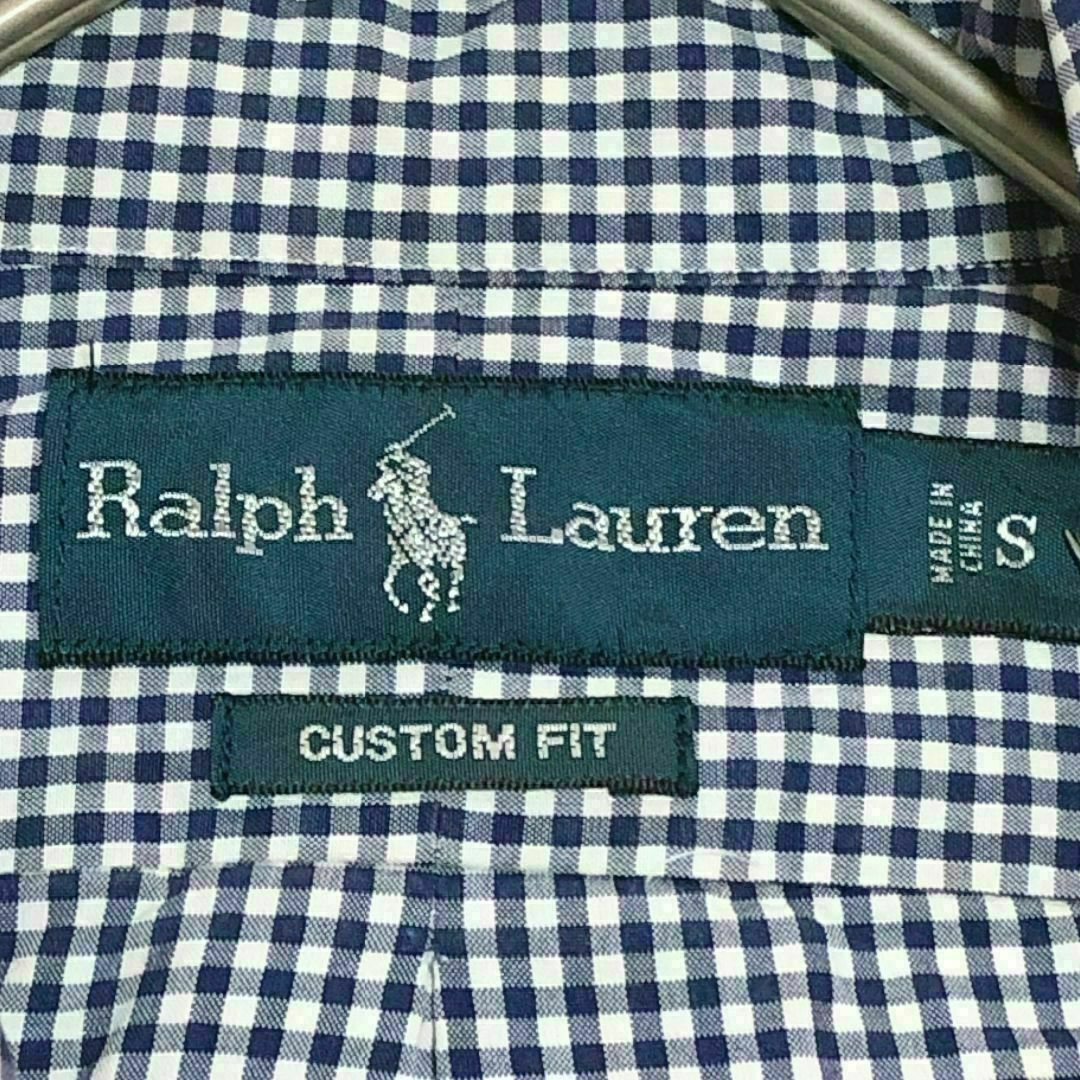 Ralph Lauren
MADE IN
CHINA
S
CUSTOM FIT